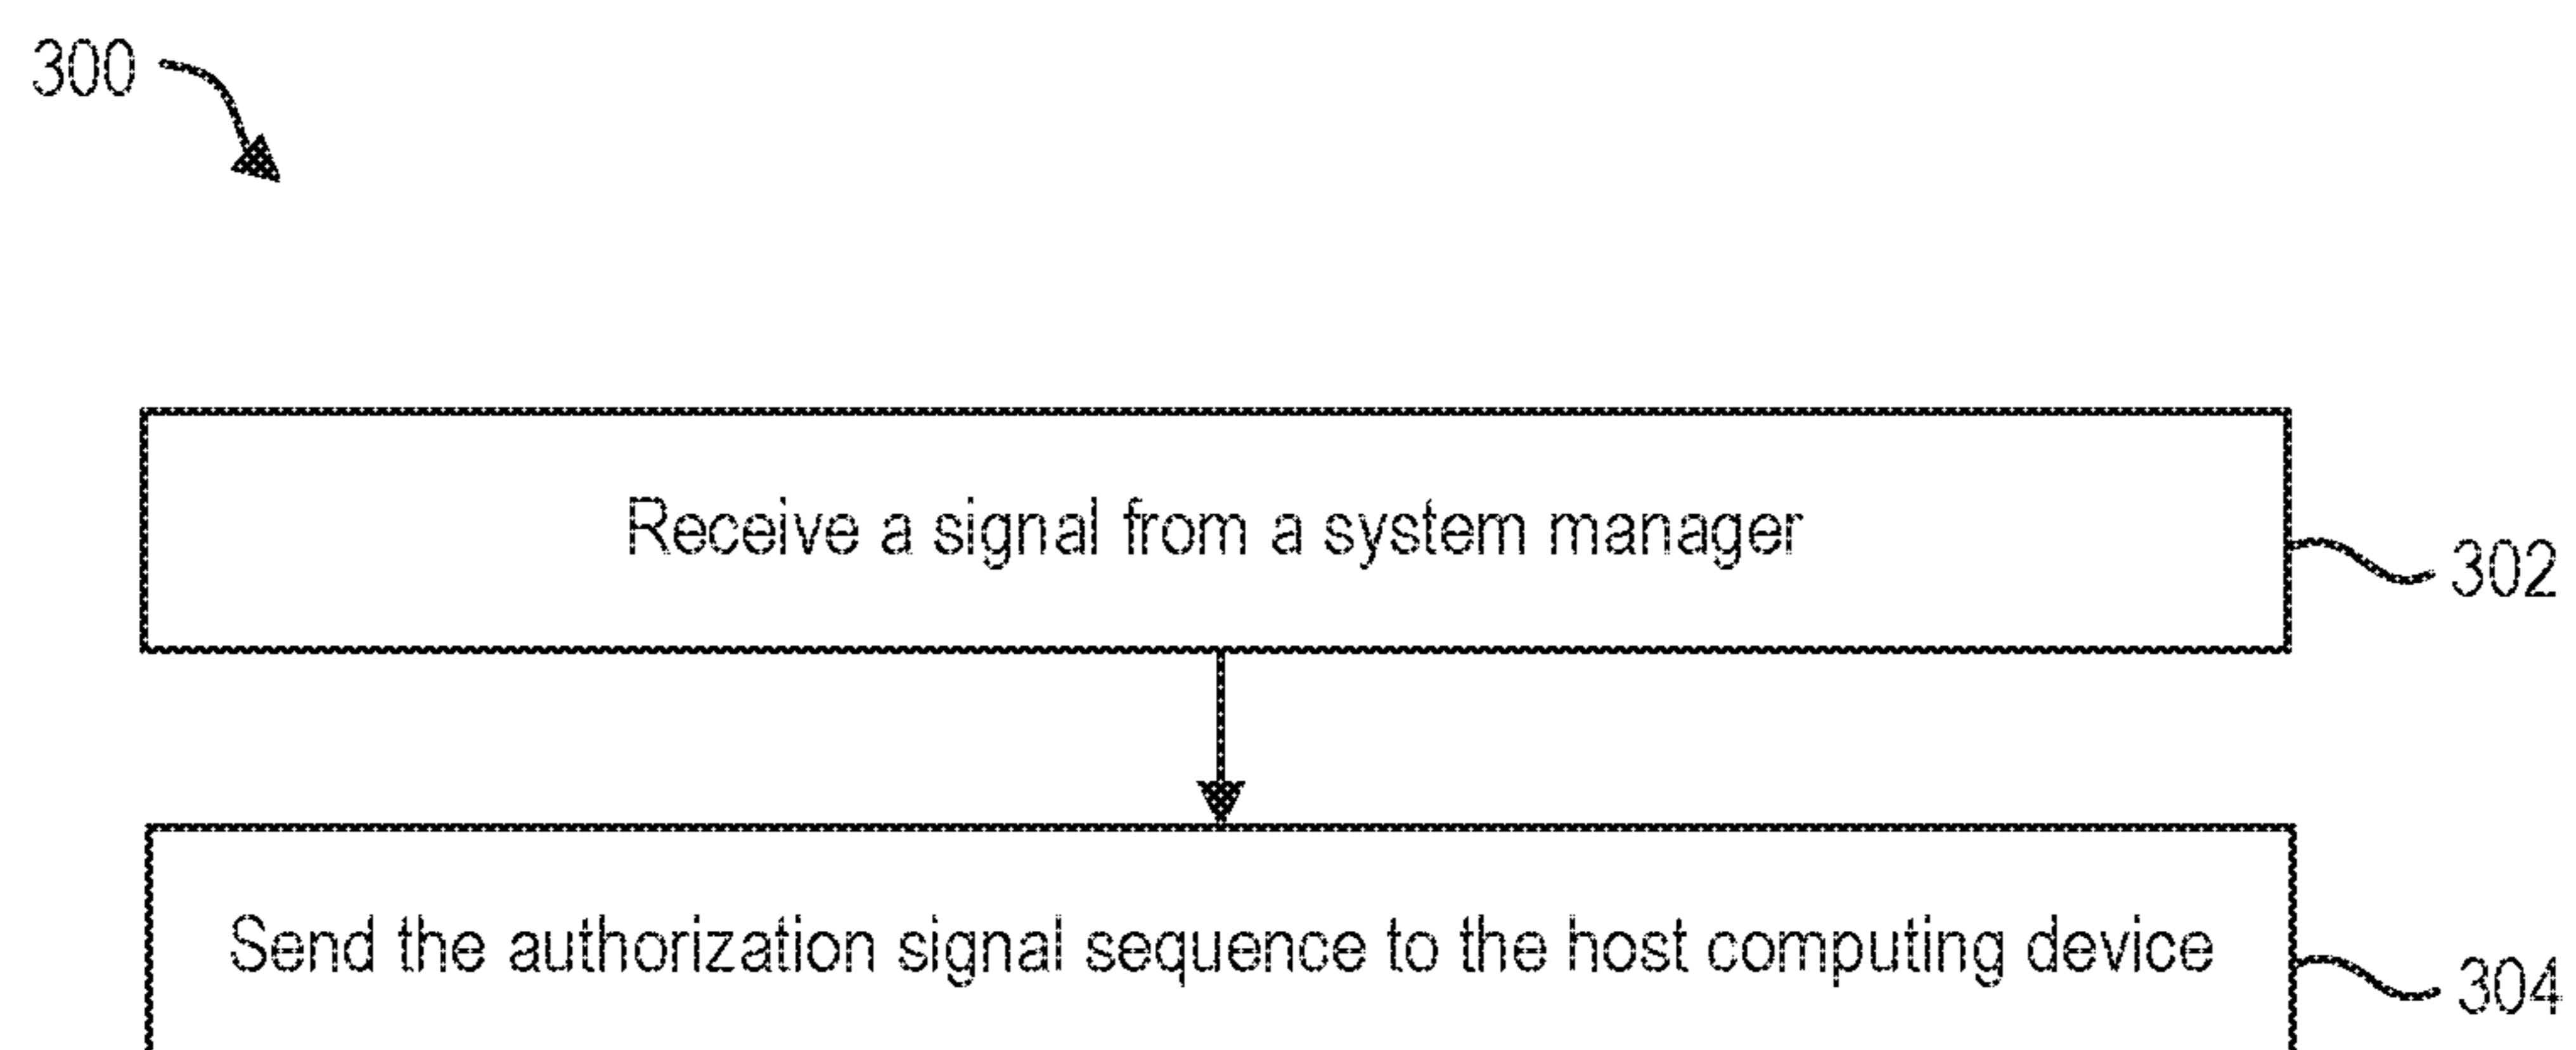 300
Receive a signal from a system manager
302
Send the authorization signal sequence to the host computing device
304